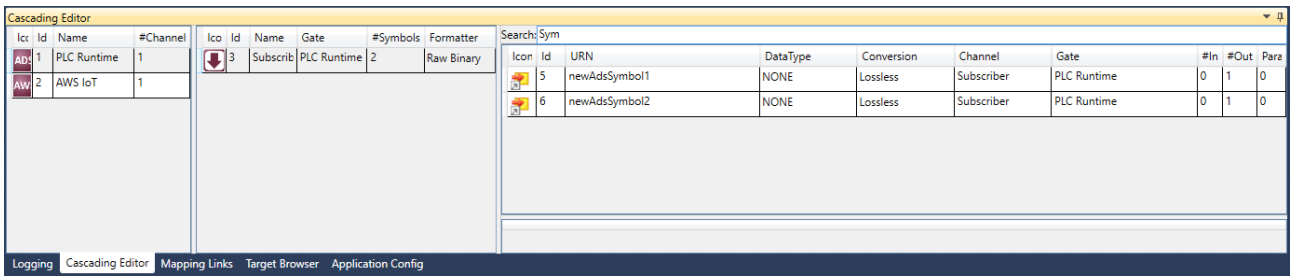 Cascading Editor
Icc Id Name #Channel
ADS 1 PLC Runtime 1
AW 2 AWS IoT 1
Ico Id Name Gate #Symbols Formatter
3 Subscrib PLC Runtime 2 Raw Binary
Search: Sym
Icon Id URN DataType Conversion Channel Gate #In #Out Para
5 newAdsSymbol1 NONE Lossless Subscriber PLC Runtime 0 1 0
6 newAdsSymbol2 NONE Lossless Subscriber PLC Runtime 0 1 0
Logging Cascading Editor Mapping Links Target Browser Application Config